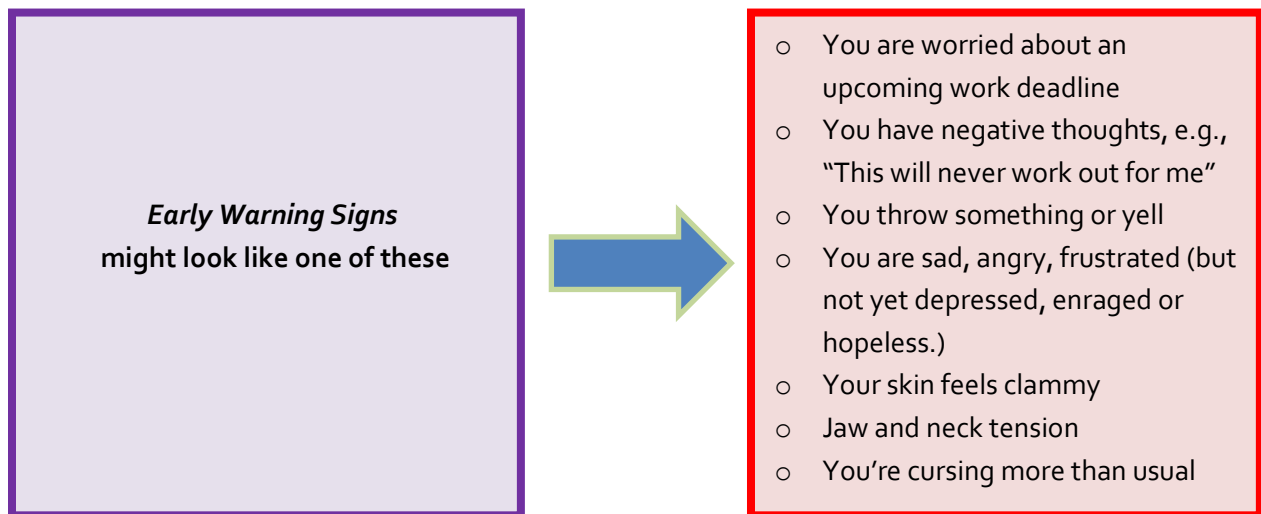 Early Warning Signs
might look like one of these
o You are worried about an
upcoming work deadline
o You have negative thoughts, e.g.,
“This will never work out for me”
o You throw something or yell
o You are sad, angry, frustrated (but
not yet depressed, enraged or
hopeless.)
o Your skin feels clammy
o Jaw and neck tension
o You’re cursing more than usual